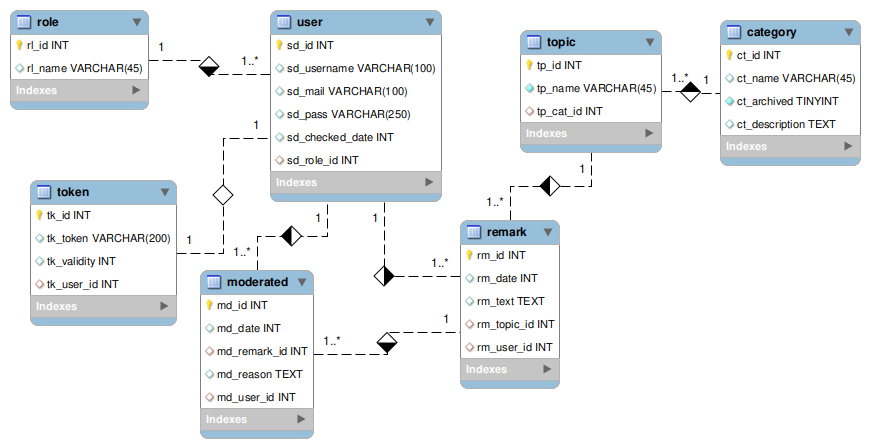 role
rl_id INT
rl_name VARCHAR(45)
Indexes
1
1..*
user
sd_id INT
sd_username VARCHAR(100)
sd_mail VARCHAR(100)
sd_pass VARCHAR(250)
sd_checked_date INT
sd_role_id INT
Indexes
topic
tp_id INT
tp_name VARCHAR(45)
tp_cat_id INT
Indexes
1..*
1
category
ct_id INT
ct_name VARCHAR(45)
ct_archived TINYINT
ct_description TEXT
Indexes
1
1
token
tk_id INT
tk_token VARCHAR(200)
tk_validity INT
tk_user_id INT
Indexes
1
1..*
1
1..*
1
1..*
moderated
md_id INT
md_date INT
md_remark_id INT
md_reason TEXT
md_user_id INT
Indexes
1..*
1
remark
rm_id INT
rm_date INT
rm_text TEXT
rm_topic_id INT
rm_user_id INT
Indexes